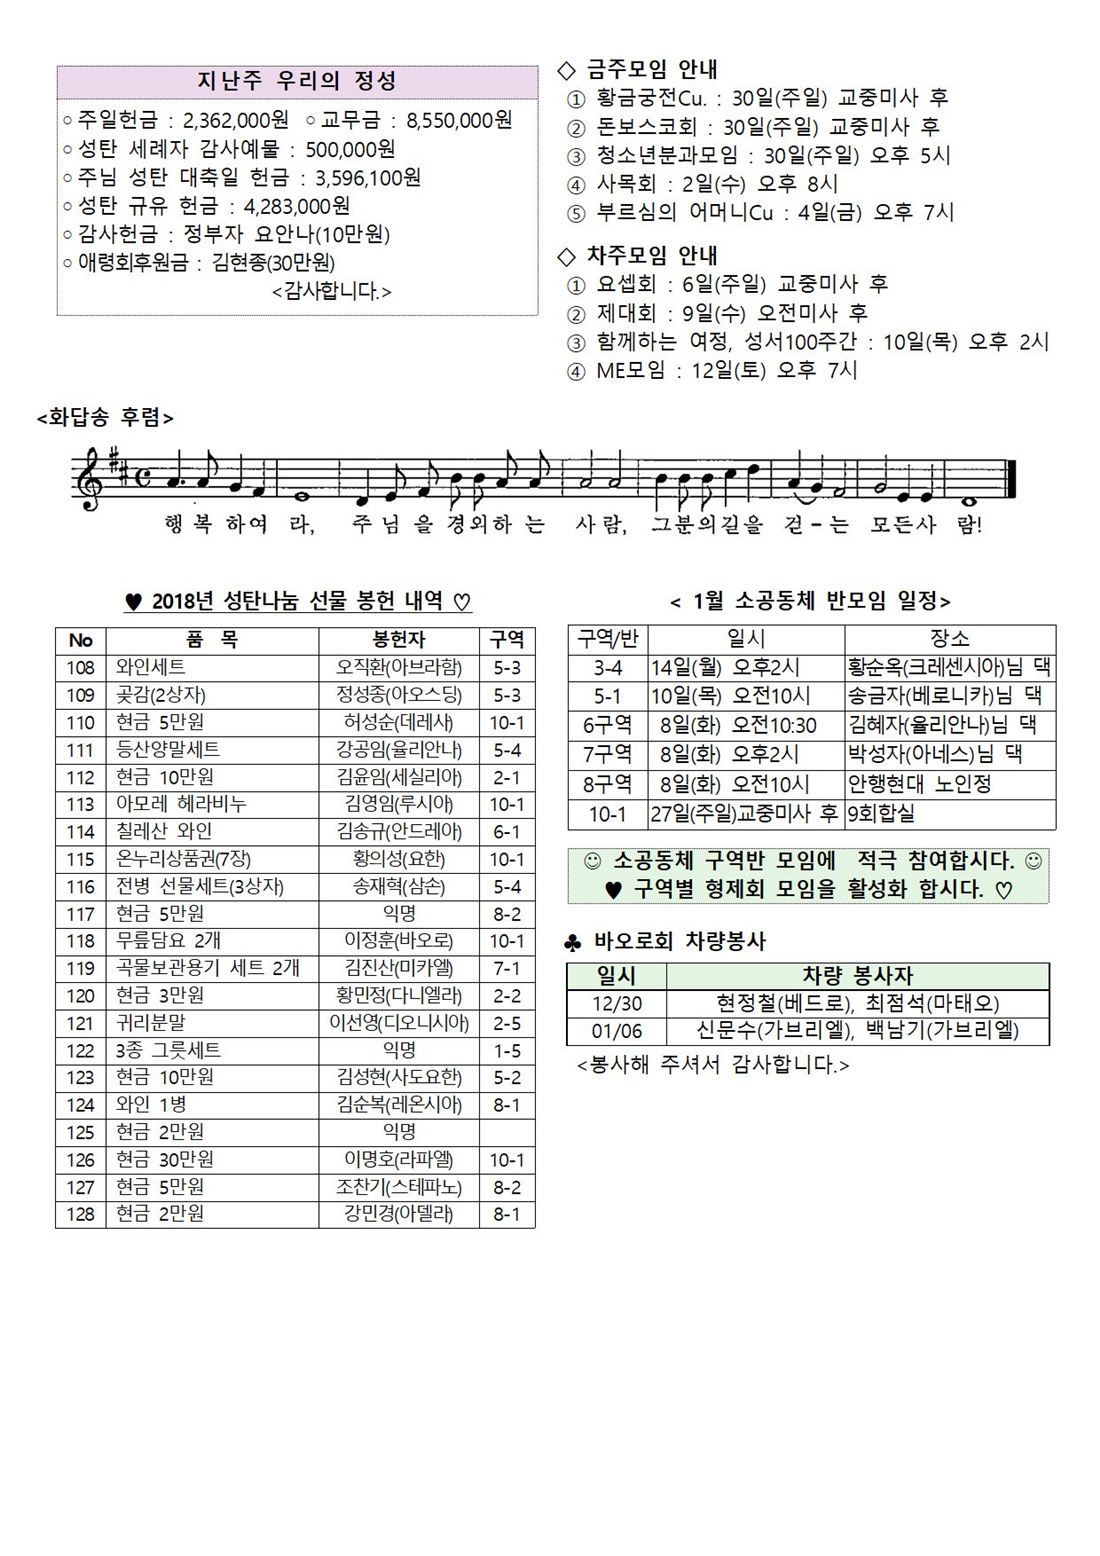 지난주 우리의 정성
○ 주일헌금 : 2,362,000원 ○ 교무금 : 8,550,000원
○ 성탄 세례자 감사예물 : 500,000원
○ 주님 성탄 대축일 헌금 : 3,596,100원
○ 성탄 규유 헌금 : 4,283,000원
○ 감사헌금 : 정부자 요안나(10만원)
○ 애령회후원금 : 김현종(30만원)
<감사합니다.>
◇ 금주모임 안내
① 황금궁전Cu. : 30일(주일) 교중미사 후
② 돈보스코회 : 30일(주일) 교중미사 후
③ 청소년분과모임 : 30일(주일) 오후 5시
④ 사목회 : 2일(수) 오후 8시
⑤ 부르심의 어머니Cu : 4일(금) 오후 7시
◇ 차주모임 안내
① 요셉회 : 6일(주일) 교중미사 후
② 제대회 : 9일(수) 오전미사 후
③ 함께하는 여정, 성서100주간 : 10일(목) 오후 2시
④ ME모임 : 12일(토) 오후 7시
<화답송 후렴>
행 복 하여 라, 주 님 을 경외하 는 사 람, 그분의길을 걷 - 는 모든사 람!
♥ 2018년 성탄나눔 선물 봉헌 내역 ♡
No 품 목 봉헌자 구역
108 와인세트 오직환(아브라함) 5-3
109 곶감(2상자) 정성종(아오스딩) 5-3
110 현금 5만원 허성순(데레사) 10-1
111 등산양말세트 강공임(율리안나) 5-4
112 현금 10만원 김윤임(세실리아) 2-1
113 아모레 헤라비누 김영임(루시아) 10-1
114 칠레산 와인 김송규(안드레아) 6-1
115 온누리상품권(7장) 황의성(요한) 10-1
116 전병 선물세트(3상자) 송재혁(삼손) 5-4
117 현금 5만원 익명 8-2
118 무릎담요 2개 이정훈(바오로) 10-1
119 곡물보관용기 세트 2개 김진산(미카엘) 7-1
120 현금 3만원 황민정(다니엘라) 2-2
121 귀리분말 이선영(디오니시아) 2-5
122 3종 그릇세트 익명 1-5
123 현금 10만원 김성현(사도요한) 5-2
124 와인 1병 김순복(레온시아) 8-1
125 현금 2만원 익명
126 현금 30만원 이명호(라파엘) 10-1
127 현금 5만원 조찬기(스테파노) 8-2
128 현금 2만원 강민경(아델라) 8-1
< 1월 소공동체 반모임 일정>
구역/반 일시 장소
3-4 14일(월) 오후2시 황순옥(크레센시아)님 댁
5-1 10일(목) 오전10시 송금자(베로니카)님 댁
6구역 8일(화) 오전10:30 김혜자(율리안나)님 댁
7구역 8일(화) 오후2시 박성자(아네스)님 댁
8구역 8일(화) 오전10시 안행현대 노인정
10-1 27일(주일)교중미사 후 9회합실
☺ 소공동체 구역반 모임에 적극 참여합시다. ☺
♥ 구역별 형제회 모임을 활성화 합시다. ♡
♣ 바오로회 차량봉사
일시 차량 봉사자
12/30 현정철(베드로), 최점석(마태오)
01/06 신문수(가브리엘), 백남기(가브리엘)
<봉사해 주셔서 감사합니다.>